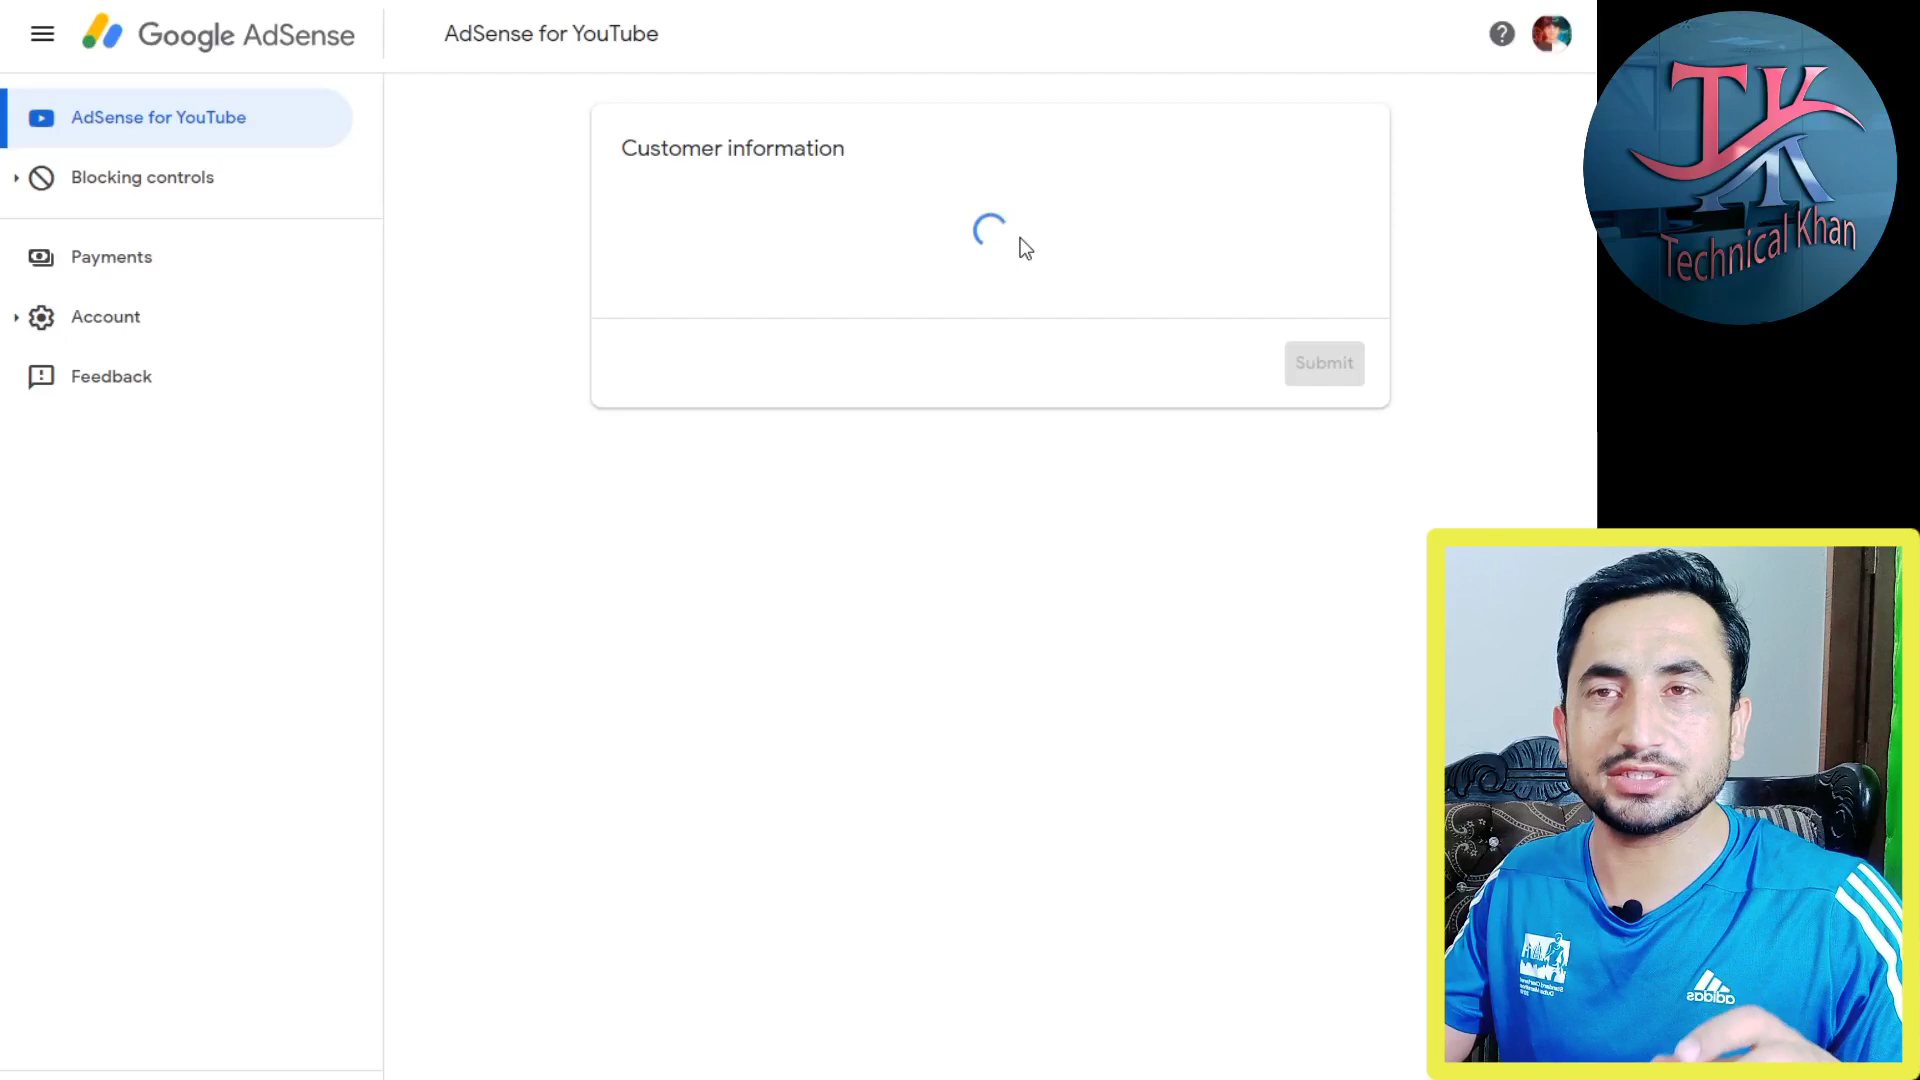 Google AdSense
AdSense for YouTube
AdSense for YouTube
Blocking controls
Payments
Account
Feedback
Customer information
Submit
TK
Technical Khan
adidas